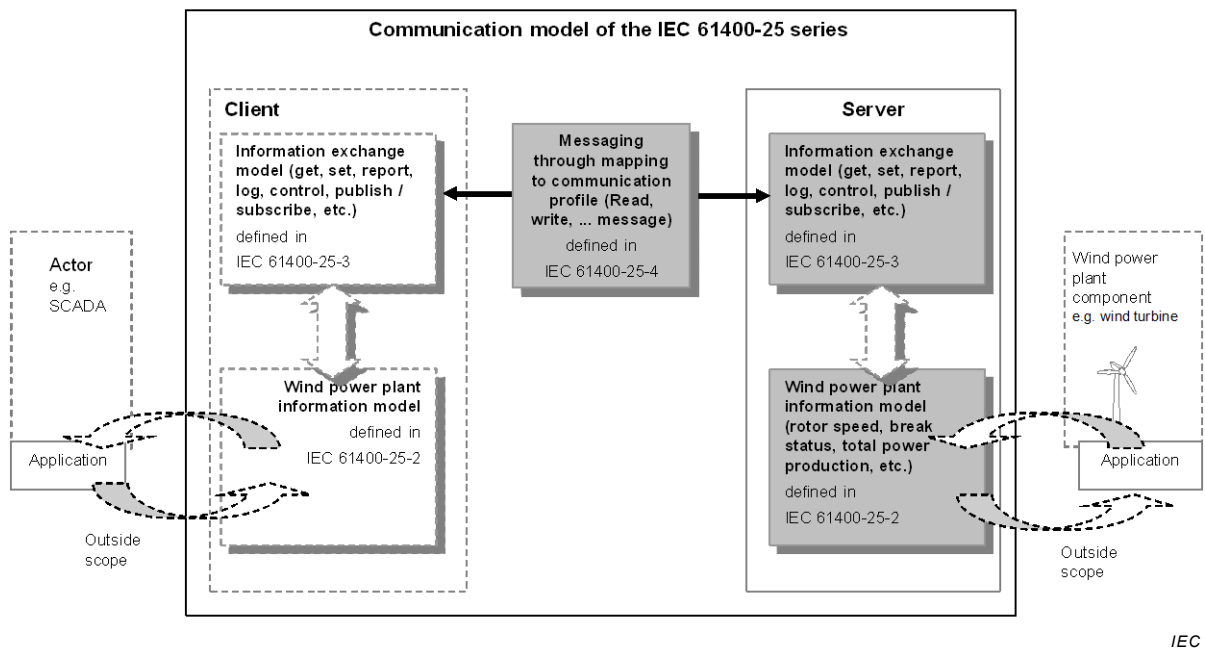 Communication model of the IEC 61400-25 series
Client
Information exchange
model (get, set, report,
log, control, publish /
subscribe, etc.)
defined in
IEC 61400-25-3
Messaging
through mapping
to communication
profile (Read,
write, ... message)
defined in
IEC 61400-25-4
Server
Information exchange
model (get, set, report,
log, control, publish /
subscribe, etc.)
defined in
IEC 61400-25-3
Actor
e.g.
SCADA
Wind power
plant
component
e.g. wind turbine
Wind power plant
information model
defined in
IEC 61400-25-2
Wind power plant
information model
(rotor speed, break
status, total power
production, etc.)
defined in
IEC 61400-25-2
Application
Application
Outside
scope
Outside
scope
IEC